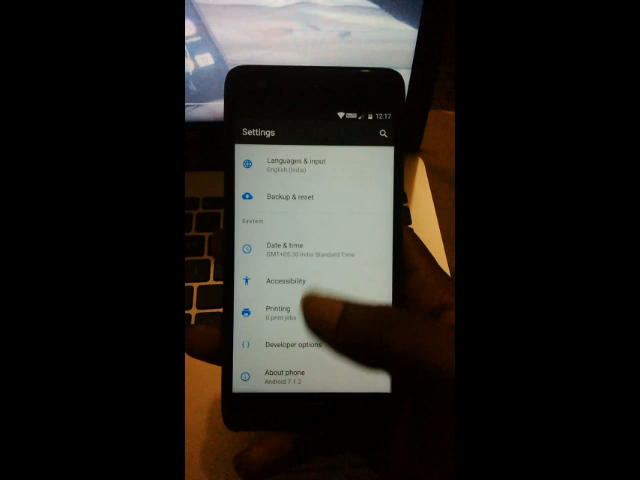 12:17
Settings
Languages & input
English (India)
Backup & reset
System
Date & time
GMT+05:30 India Standard Time
Accessibility
Printing
0 print jobs
Developer options
About phone
Android 7.1.2